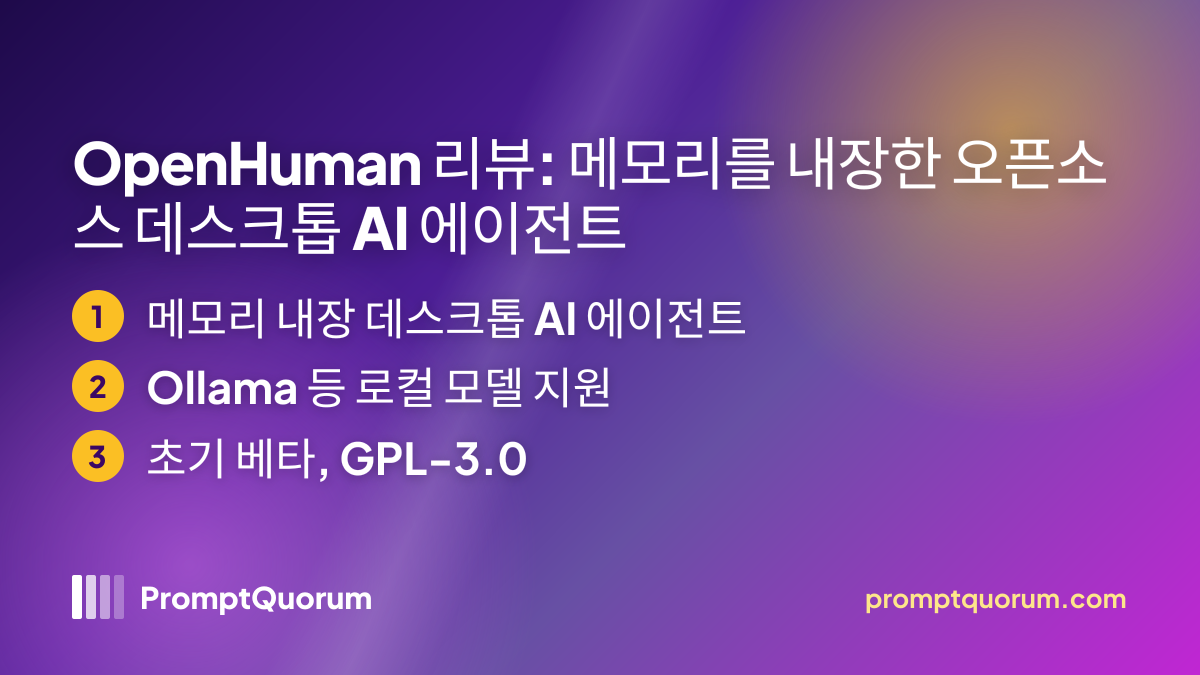 OpenHuman 리뷰: 메모리를 내장한 오픈소
스 데스크톱 AI 에이전트
1 메모리 내장 데스크톱 AI 에이전트
2 Ollama 등 로컬 모델 지원
3 초기 베타, GPL-3.0
PromptQuorum
promptquorum.com